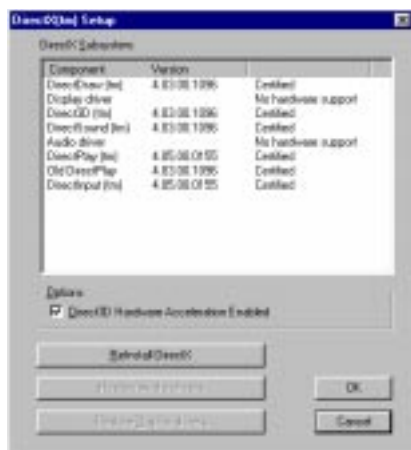 DirectX(tm) Setup
DirectX Subsystem
Component Version
DirectDraw (tm) 4.03.00.1096 Certified
Display driver No hardware support
Direct3D (tm) 4.03.00.1096 Certified
DirectSound (tm) 4.03.00.1096 Certified
Audio driver No hardware support
DirectPlay (tm) 4.05.00.0155 Certified
Old DirectPlay 4.03.00.1096 Certified
DirectInput (tm) 4.05.00.0155 Certified
Options
Direct3D Hardware Acceleration Enabled
Reinstall DirectX
OK
Cancel